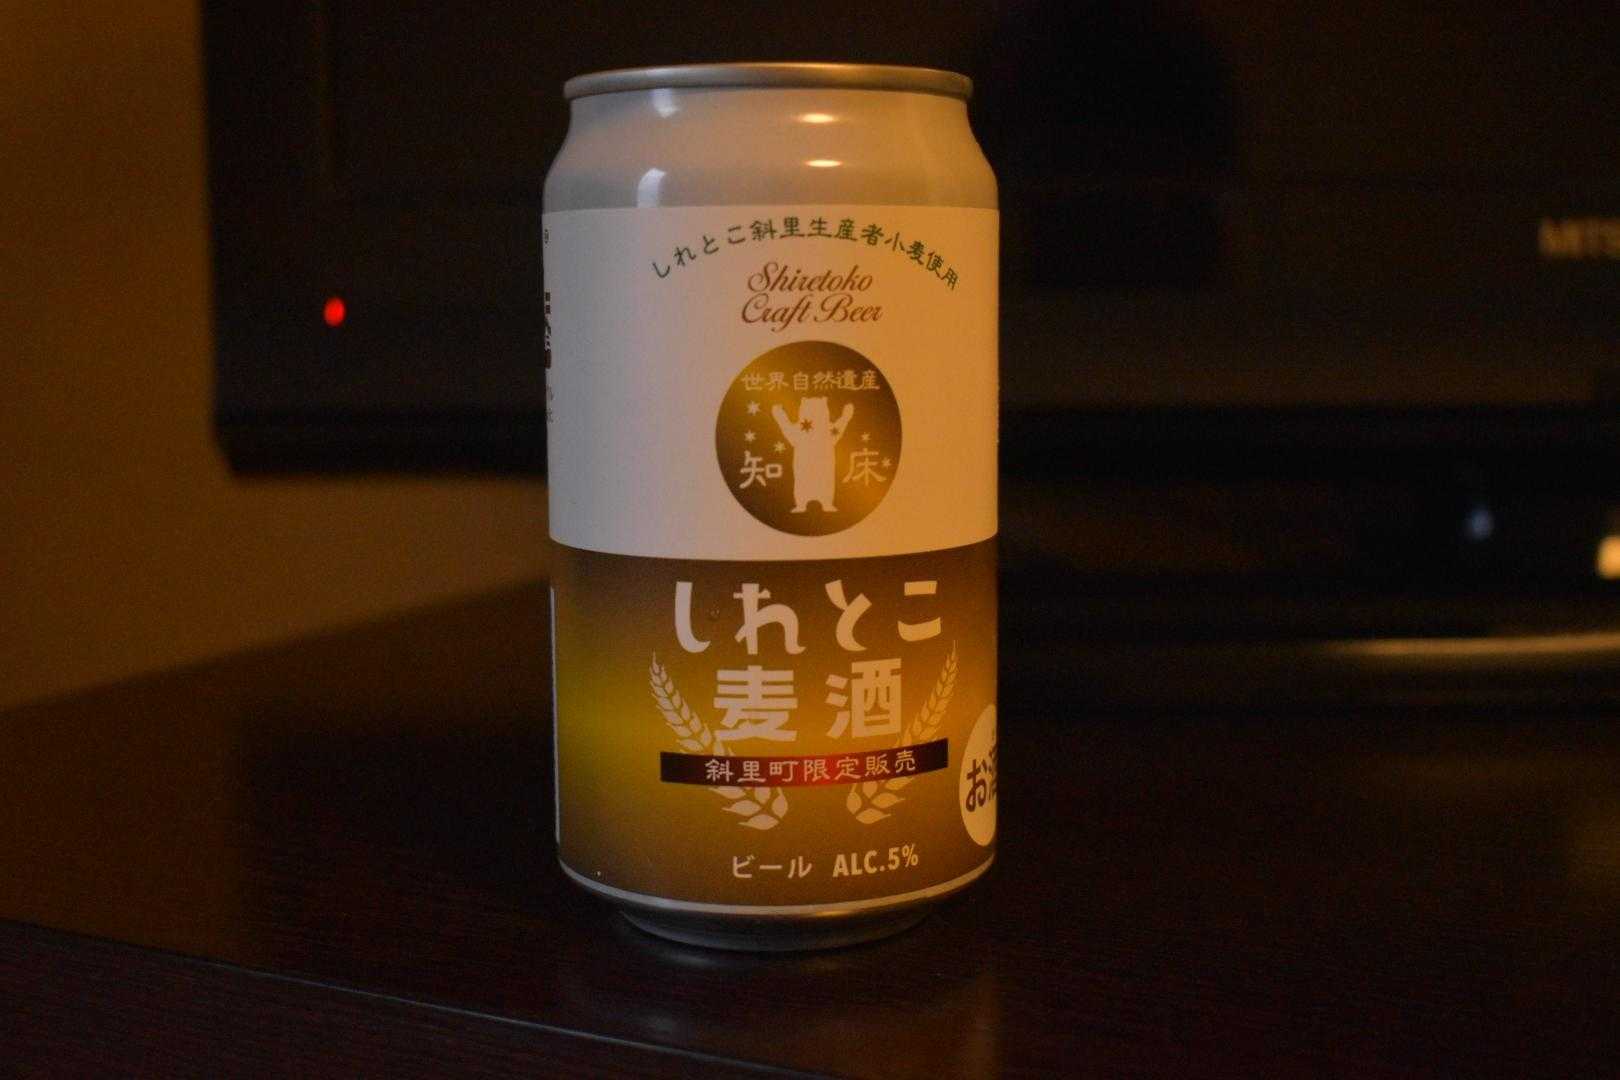 しれとこ斜里生産者小麦使用
Shiretoko
Craft Beer
世界自然遺産
知床
しれとこ
麦酒
斜里町限定販売
お酒
ビール ALC.5%